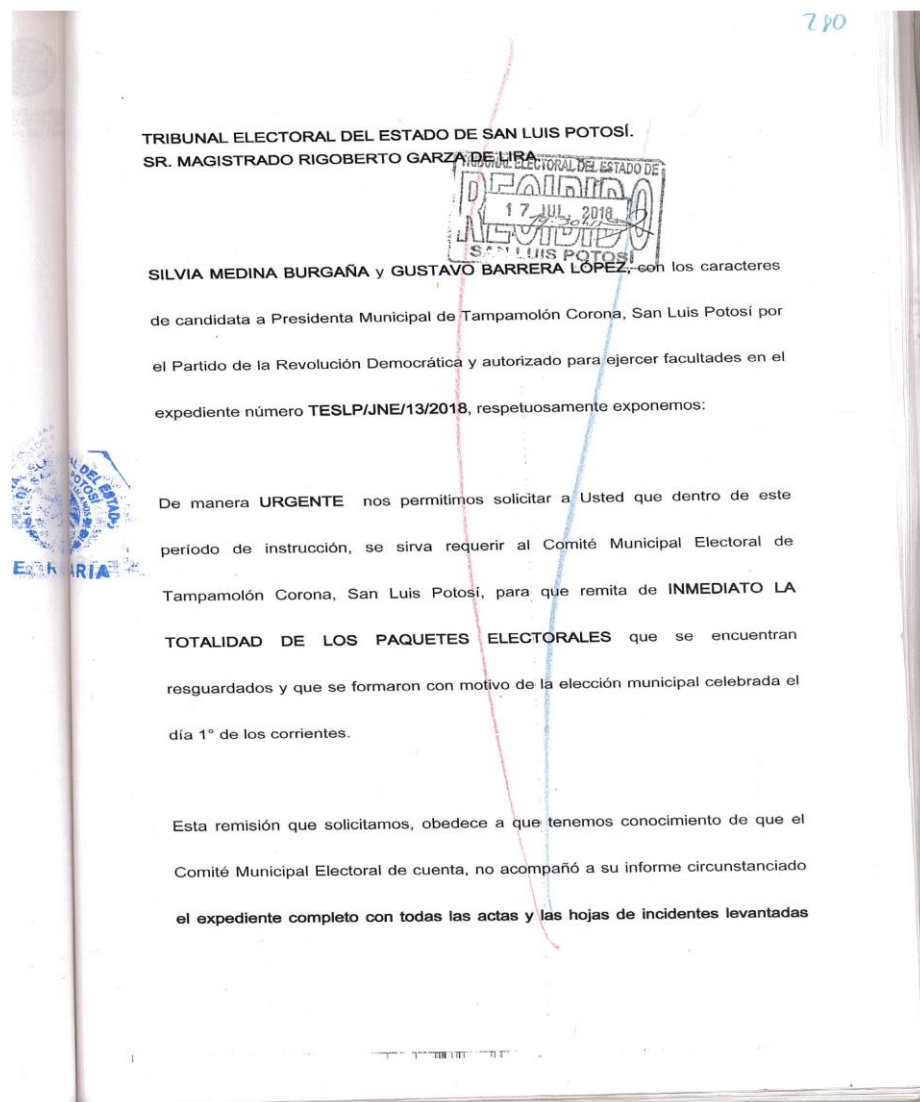 280
TRIBUNAL ELECTORAL DEL ESTADO DE SAN LUIS POTOSÍ.
SR. MAGISTRADO RIGOBERTO GARZA DE LIRA.
TRIBUNAL ELECTORAL DEL ESTADO DE
RECIBIDO
17 JUL. 2018
SAN LUIS POTOSÍ
SILVIA MEDINA BURGAÑA y GUSTAVO BARRERA LÓPEZ, con los caracteres
de candidata a Presidenta Municipal de Tampamolón Corona, San Luis Potosí por
el Partido de la Revolución Democrática y autorizado para ejercer facultades en el
expediente número TESLP/JNE/13/2018, respetuosamente exponemos:
De manera URGENTE nos permitimos solicitar a Usted que dentro de este
período de instrucción, se sirva requerir al Comité Municipal Electoral de
Tampamolón Corona, San Luis Potosí, para que remita de INMEDIATO LA
TOTALIDAD DE LOS PAQUETES ELECTORALES que se encuentran
resguardados y que se formaron con motivo de la elección municipal celebrada el
día 1° de los corrientes.
Esta remisión que solicitamos, obedece a que tenemos conocimiento de que el
Comité Municipal Electoral de cuenta, no acompañó a su informe circunstanciado
el expediente completo con todas las actas y las hojas de incidentes levantadas